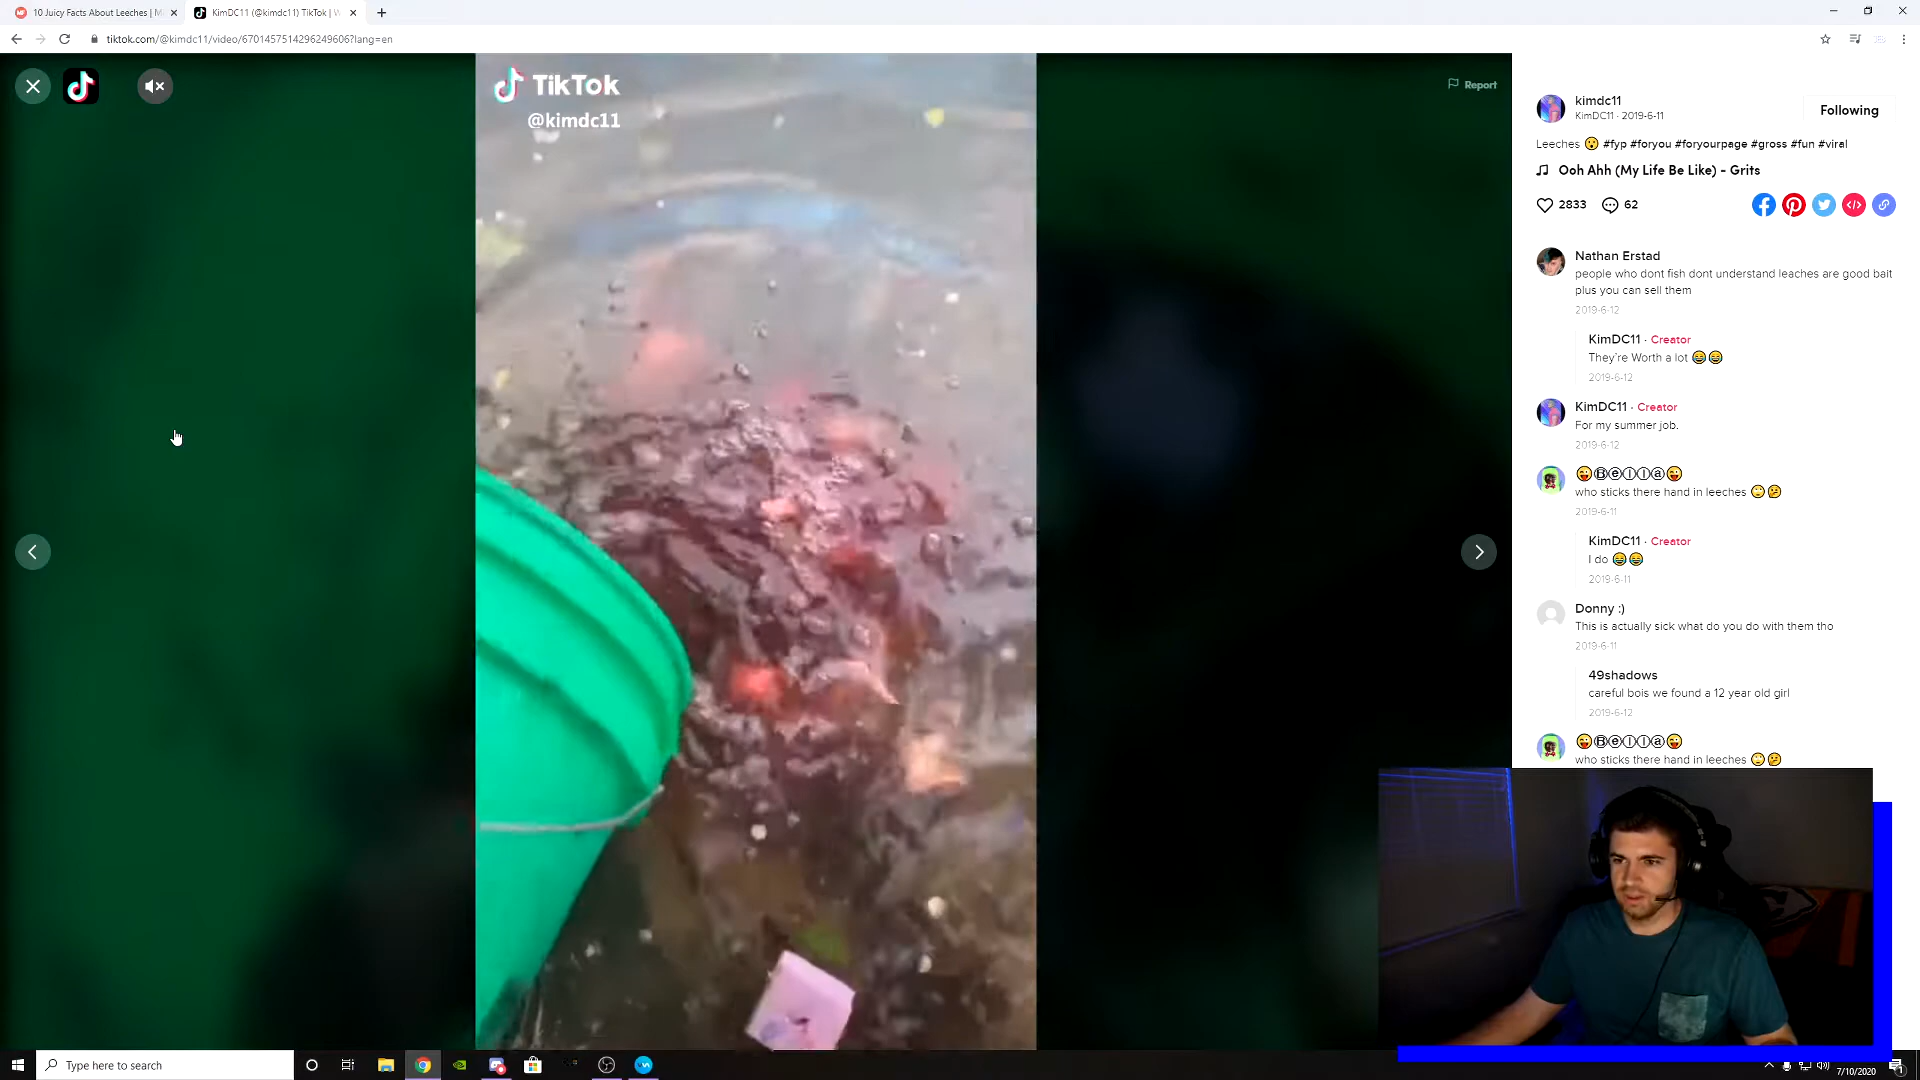 10 Juicy Facts About Leeches | M
KimDC11 (@kimdc11) TikTok | W
tiktok.com/@kimdc11/video/6701457514296249606?lang=en
TikTok
@kimdc11
Report
kimdc11
KimDC11 · 2019-6-11
Following
Leeches 😮 #fyp #foryou #foryourpage #gross #fun #viral
Ooh Ahh (My Life Be Like) - Grits
2833
62
Nathan Erstad
people who dont fish dont understand leaches are good bait
plus you can sell them
2019-6-12
KimDC11 · Creator
They're Worth a lot 😂😂
2019-6-12
KimDC11 · Creator
For my summer job.
2019-6-12
😜Ⓑⓔⓛⓛⓐ😜
who sticks there hand in leeches 🙄🤔
2019-6-11
KimDC11 · Creator
I do 😂😂
2019-6-11
Donny :)
This is actually sick what do you do with them tho
2019-6-11
49shadows
careful bois we found a 12 year old girl
2019-6-12
😜Ⓑⓔⓛⓛⓐ😜
who sticks there hand in leeches 🙄🤔
Type here to search
7/10/2020